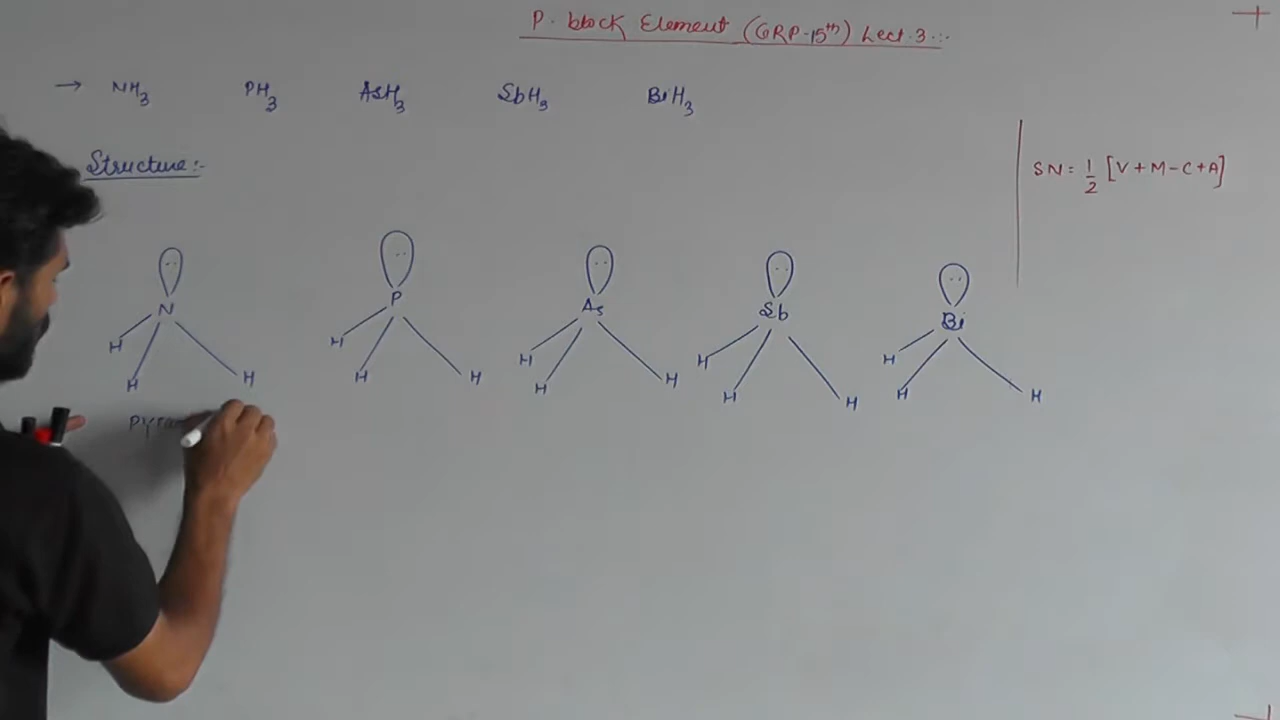 P. block Element (GRP-15th) Lect. 3 :-
→ NH3 PH3 AsH3 SbH3 BiH3
Structure :-
SN = 1/2 [V + M - C + A]
N H H H
P H H H
As H H H
Sb H H H
Bi H H H